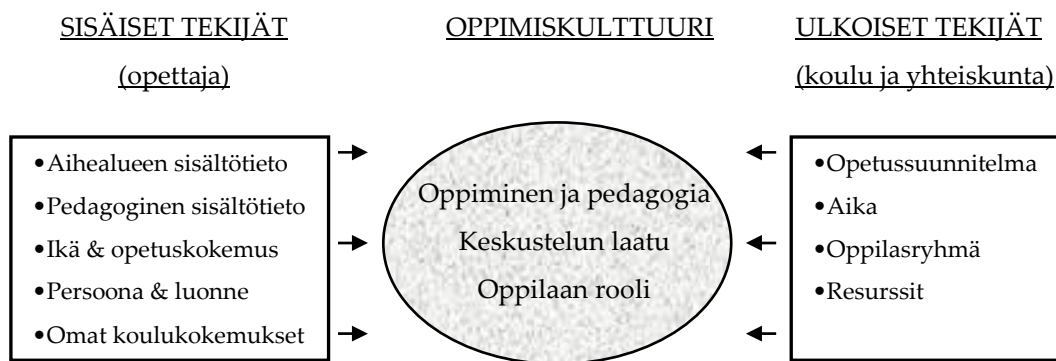 SISÄISET TEKIJÄT
(opettaja)
OPPIMISKULTTUURI
ULKOISET TEKIJÄT
(koulu ja yhteiskunta)
•Aihealueen sisältötieto
•Pedagoginen sisältötieto
•Ikä & opetuskokemus
•Persoona & luonne
•Omat koulukokemukset
Oppiminen ja pedagogia
Keskustelun laatu
Oppilaan rooli
•Opetussuunnitelma
•Aika
•Oppilasryhmä
•Resurssit